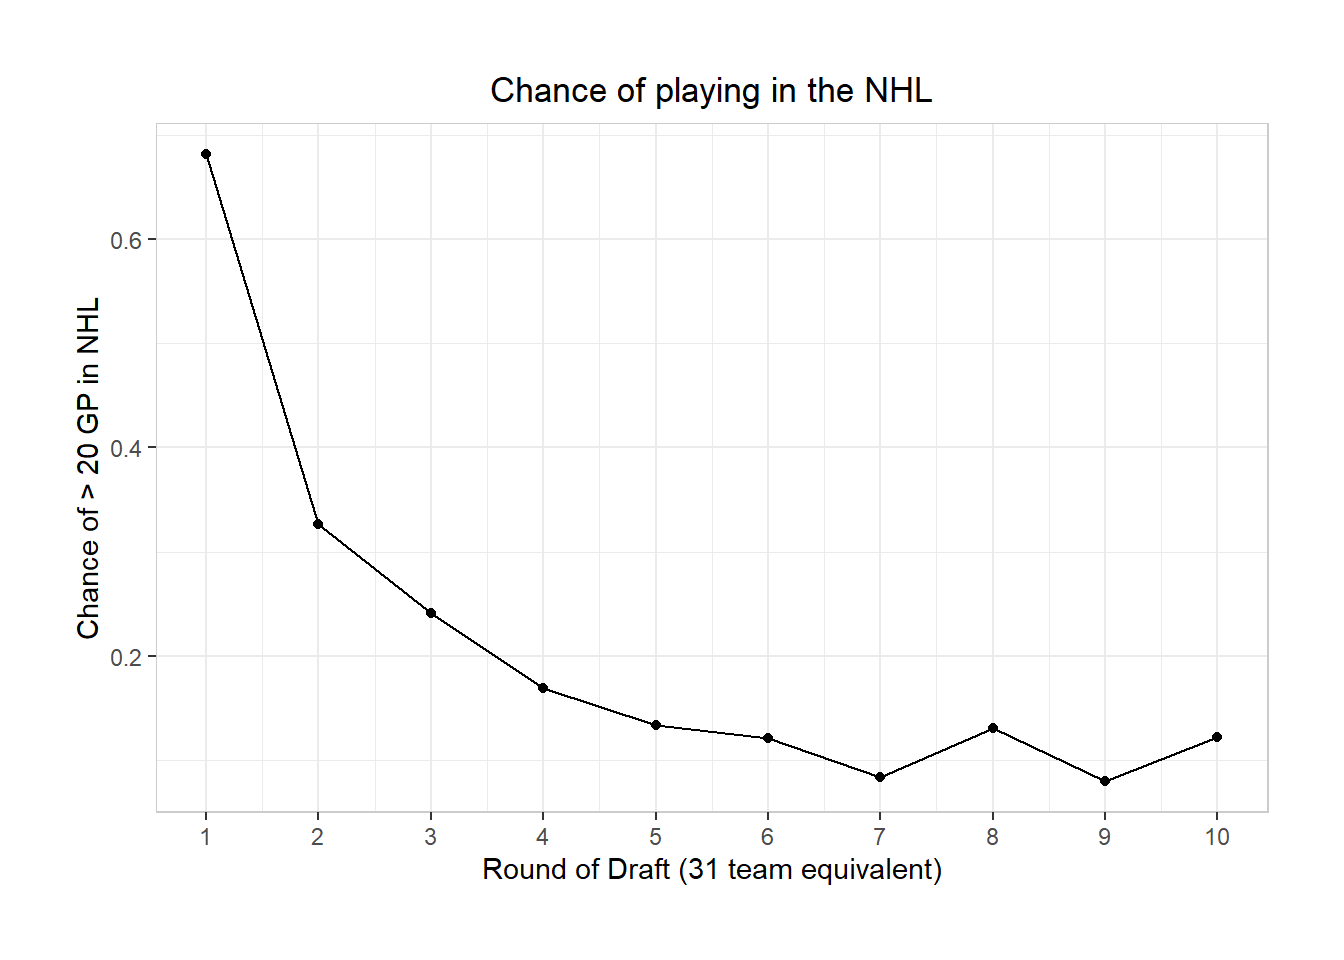 Chance of playing in the NHL
Chance of > 20 GP in NHL
0.6
0.4
0.2
1 2 3 4 5 6 7 8 9 10
Round of Draft (31 team equivalent)